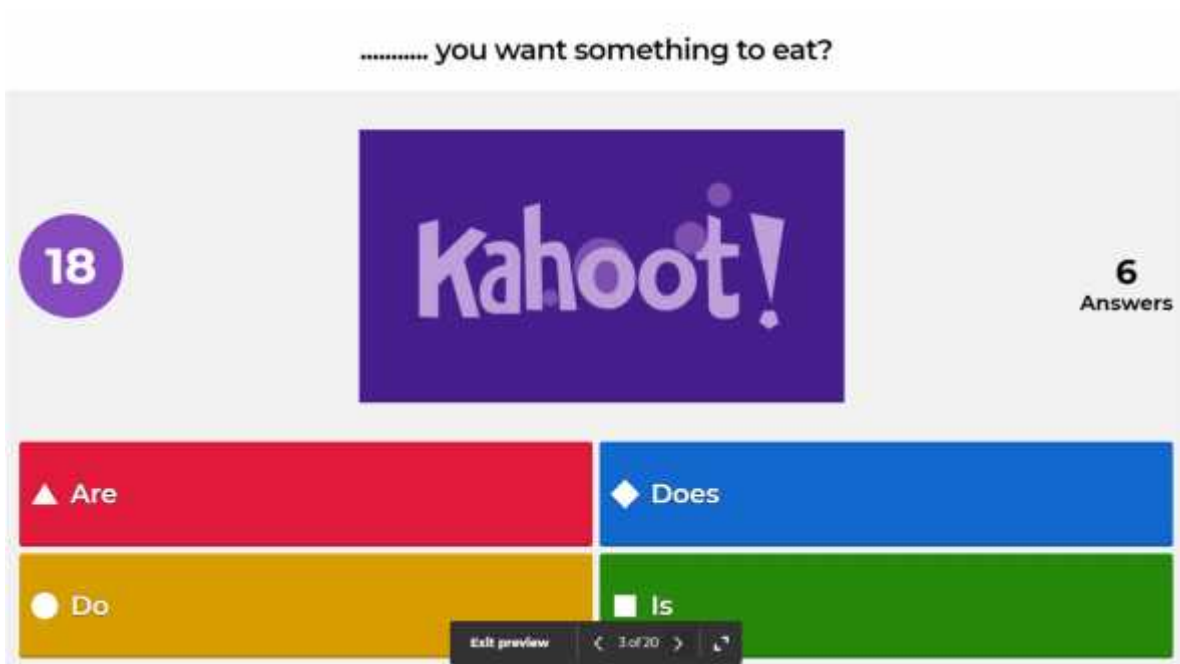 ........... you want something to eat?
18
Kahoot!
6
Answers
Are
Does
Do
Is
Exit preview
3 of 20